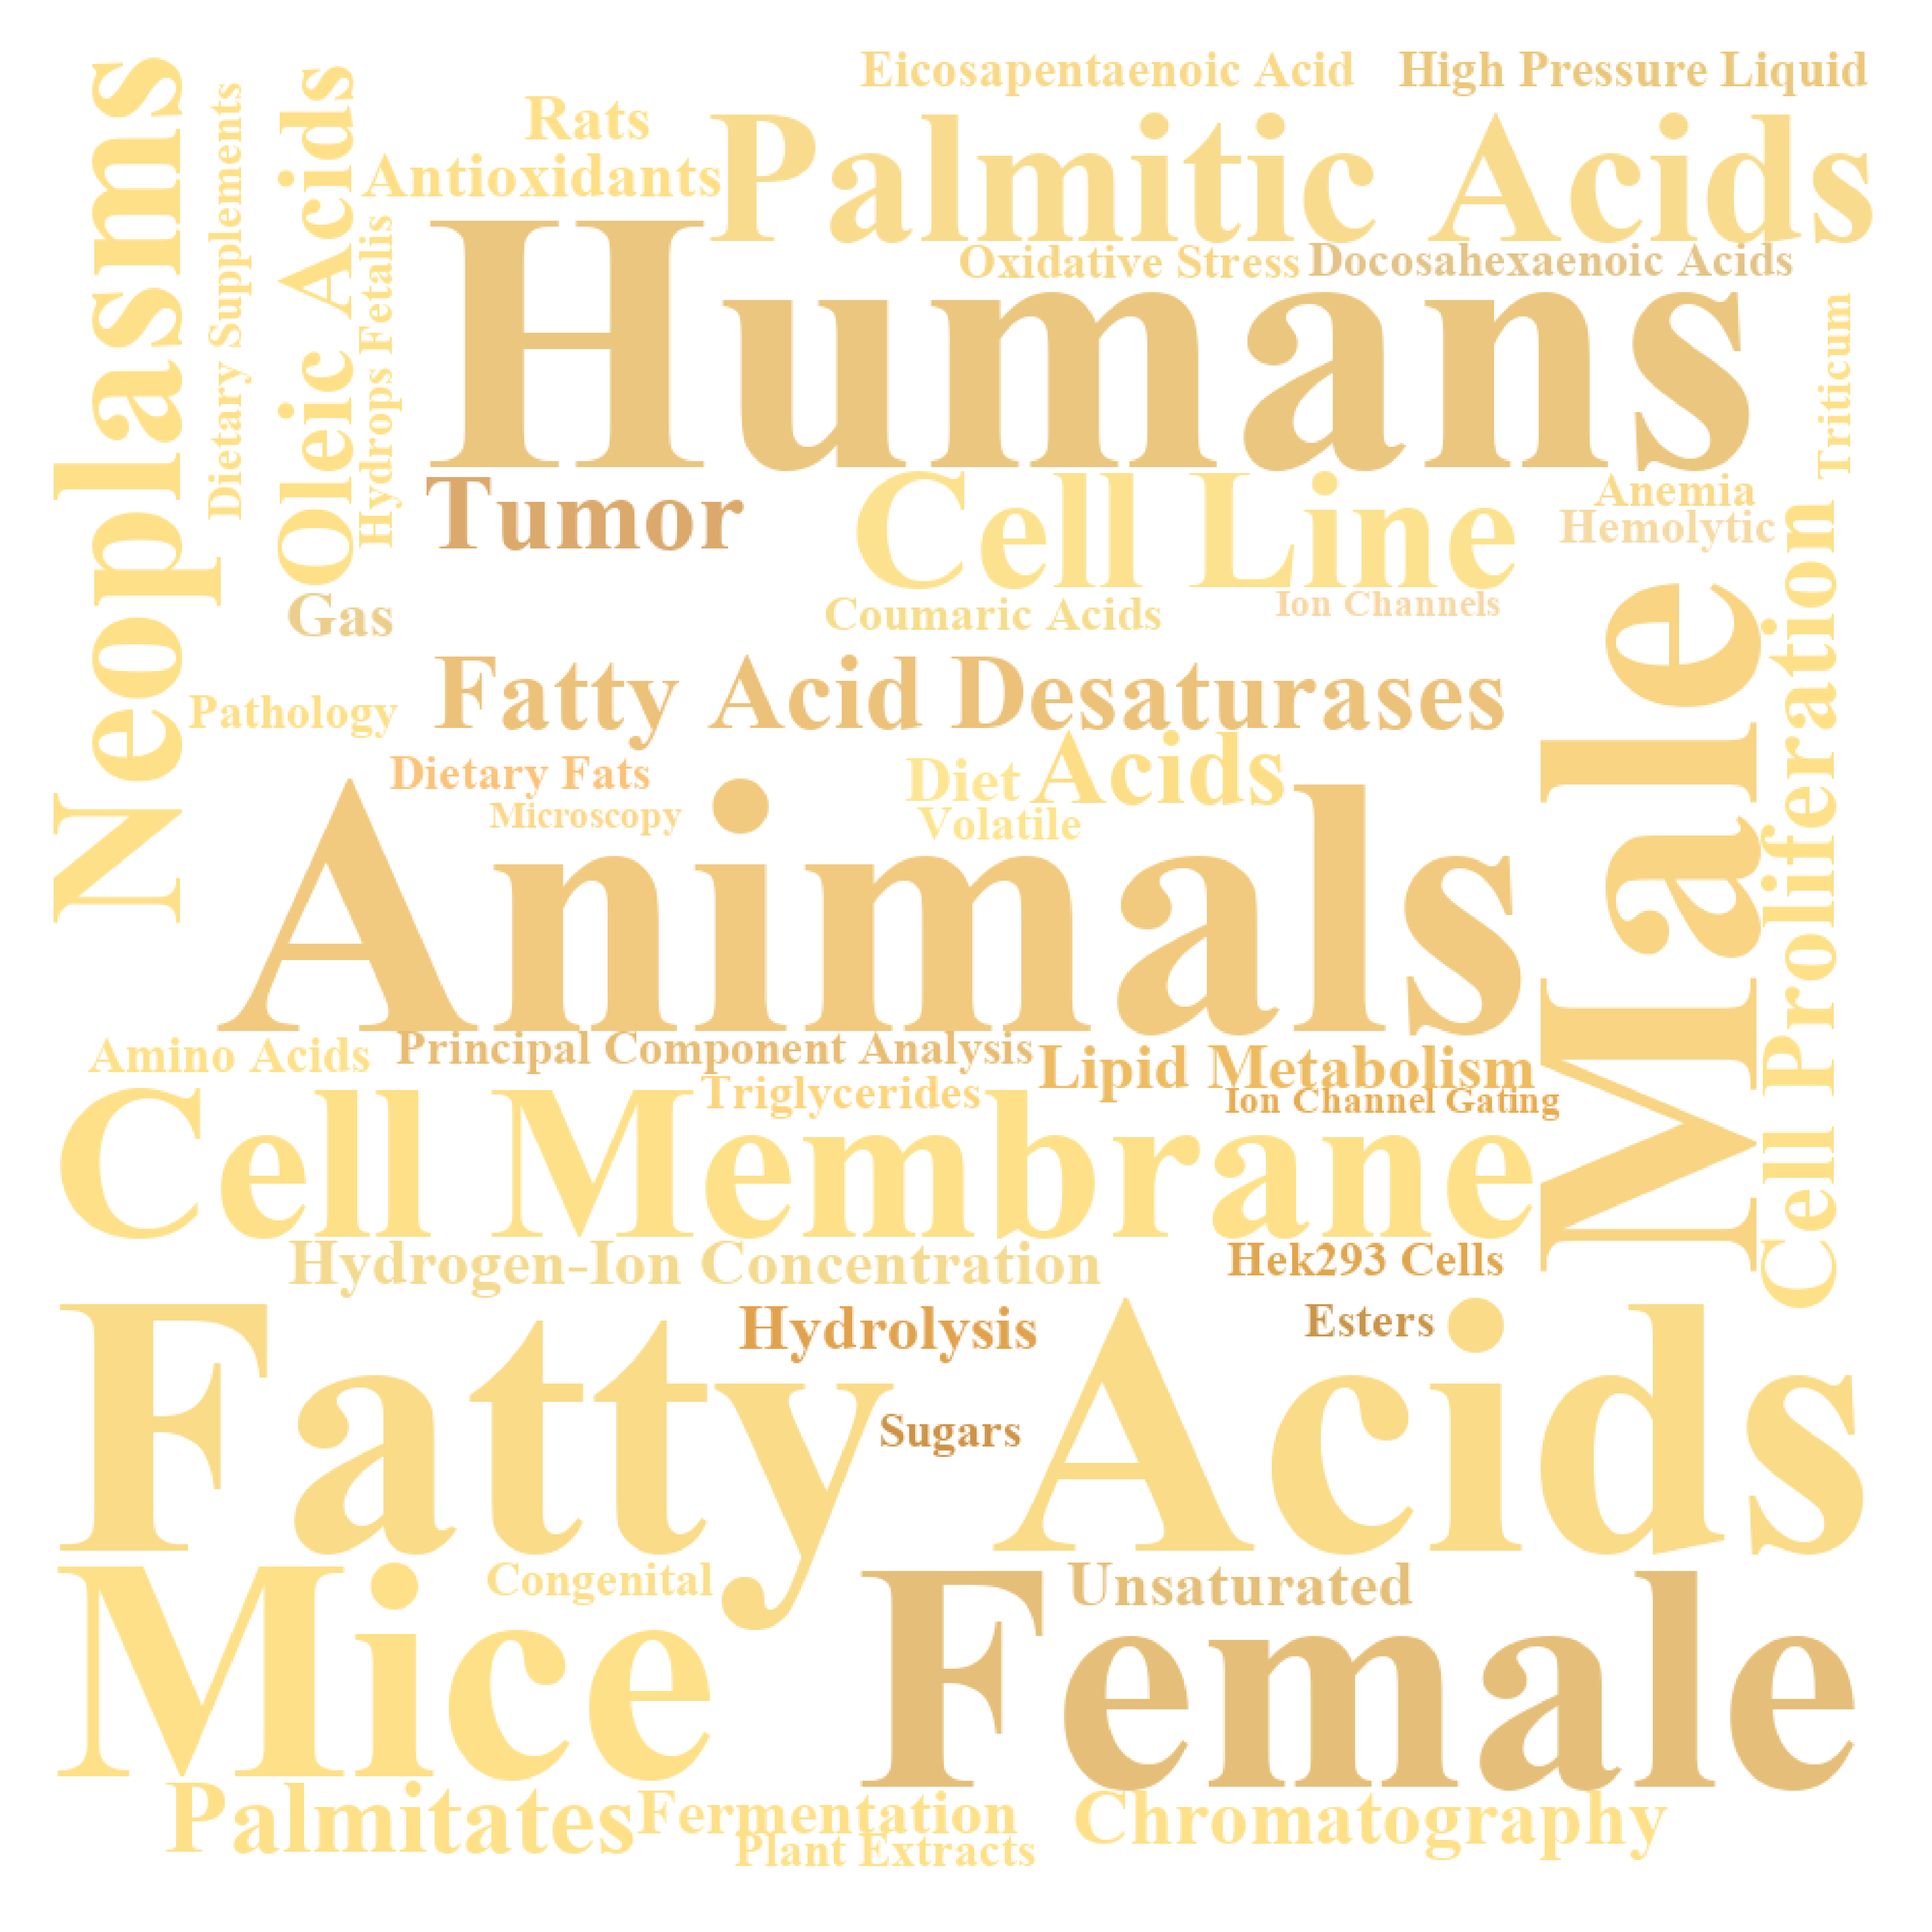 Eicosapentaenoic Acid
High Pressure Liquid
Neoplasms
Dietary Supplements
Oleic Acids
Rats
Palmitic Acids
Antioxidants
Hydrops Fetalis
Humans
Oxidative Stress
Docosahexaenoic Acids
Triticum
Tumor
Cell Line
Anemia
Hemolytic
Gas
Coumaric Acids
Ion Channels
Male
Cell Proliferation
Pathology
Fatty Acid Desaturases
Dietary Fats
Diet
Acids
Microscopy
Volatile
Animals
Amino Acids
Principal Component Analysis
Lipid Metabolism
Triglycerides
Ion Channel Gating
Cell Membrane
Hydrogen-Ion Concentration
Hek293 Cells
Hydrolysis
Esters
Fatty Acids
Sugars
Congenital
Unsaturated
Mice
Female
Palmitates
Fermentation
Chromatography
Plant Extracts